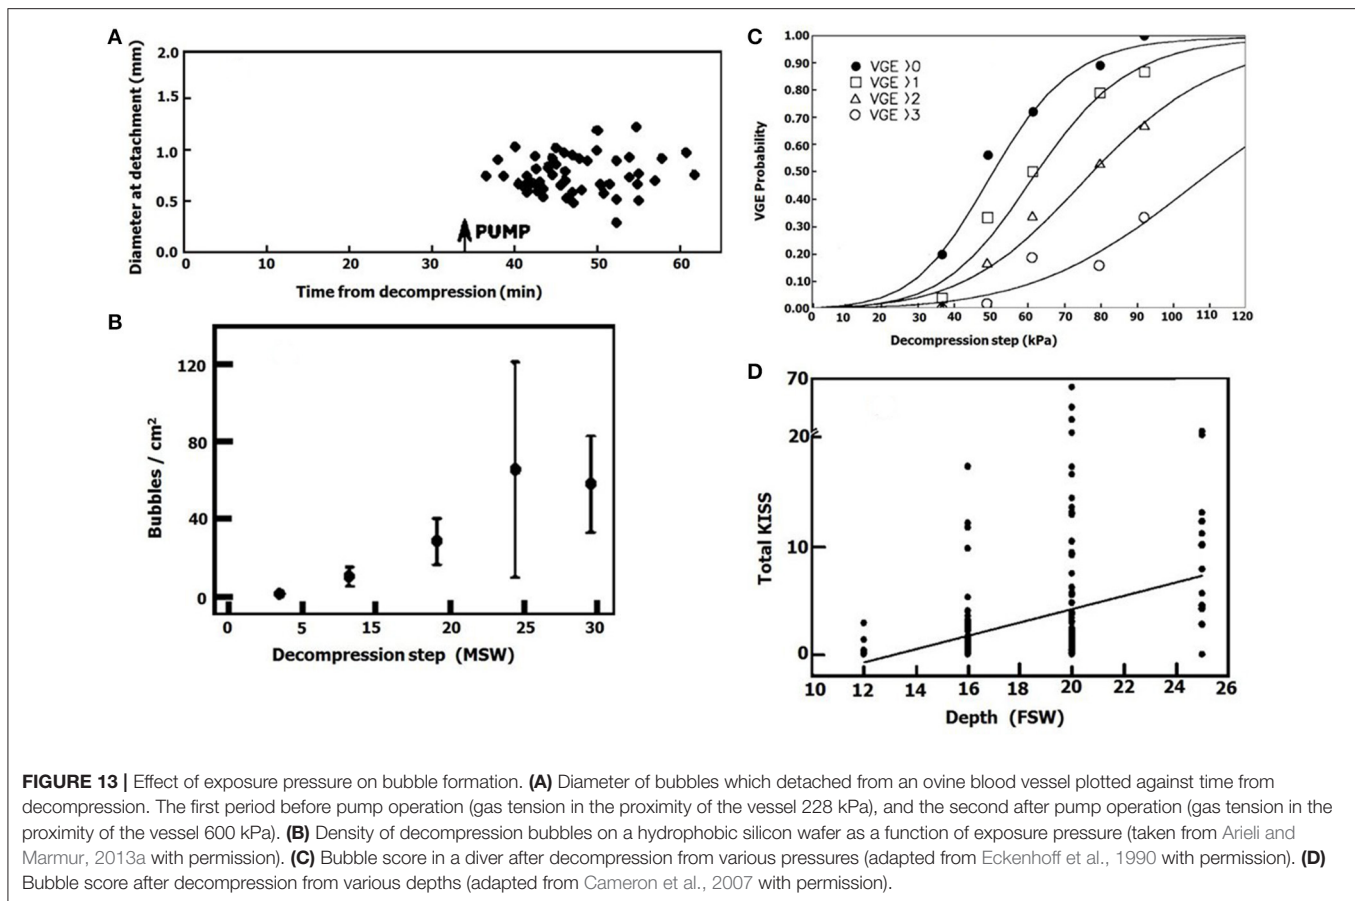 A
2.0
1.5
1.0
0.5
0.0
Diameter at detachment (mm)
PUMP
0 10 20 30 40 50 60
Time from decompression (min)
B
120
80
40
0
Bubbles / cm²
0 5 15 20 25 30
Decompression step (MSW)
C
1.00
0.90
0.80
0.70
0.60
0.50
0.40
0.30
0.20
0.10
0.00
VGE Probability
VGE >0
VGE >1
VGE >2
VGE >3
0 10 20 30 40 50 60 70 80 90 100 110 120
Decompression step (kPa)
D
70
20
10
0
Total KISS
10 12 14 16 18 20 22 24 26
Depth (FSW)
FIGURE 13 | Effect of exposure pressure on bubble formation. (A) Diameter of bubbles which detached from an ovine blood vessel plotted against time from
decompression. The first period before pump operation (gas tension in the proximity of the vessel 228 kPa), and the second after pump operation (gas tension in the
proximity of the vessel 600 kPa). (B) Density of decompression bubbles on a hydrophobic silicon wafer as a function of exposure pressure (taken from Arieli and
Marmur, 2013a with permission). (C) Bubble score in a diver after decompression from various pressures (adapted from Eckenhoff et al., 1990 with permission). (D)
Bubble score after decompression from various depths (adapted from Cameron et al., 2007 with permission).